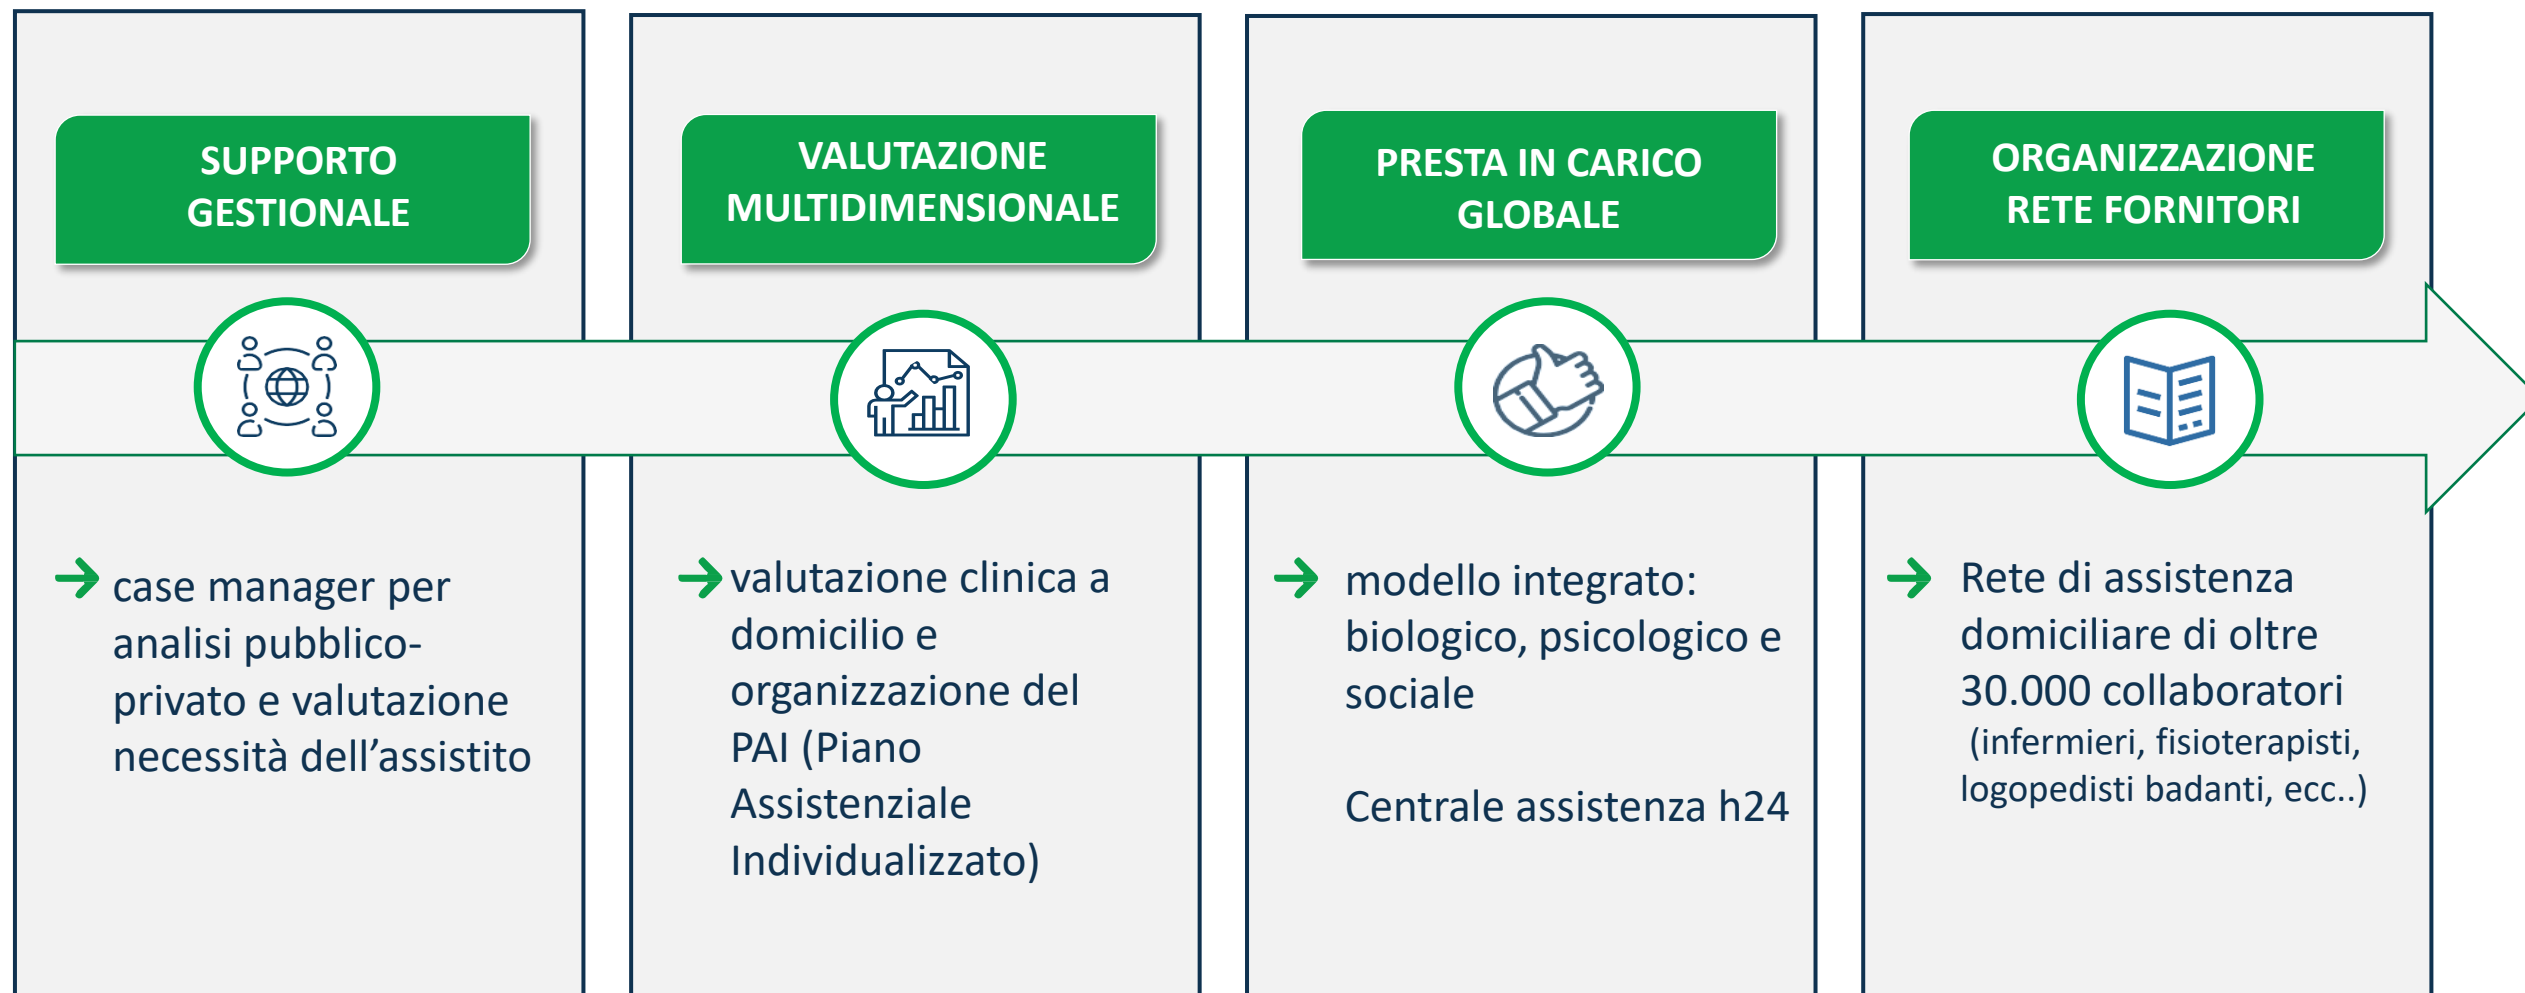 SUPPORTO
GESTIONALE
case manager per
analisi pubblico-
privato e valutazione
necessità dell’assistito
VALUTAZIONE
MULTIDIMENSIONALE
valutazione clinica a
domicilio e
organizzazione del
PAI (Piano
Assistenziale
Individualizzato)
PRESTA IN CARICO
GLOBALE
modello integrato:
biologico, psicologico e
sociale
Centrale assistenza h24
ORGANIZZAZIONE
RETE FORNITORI
Rete di assistenza
domiciliare di oltre
30.000 collaboratori
(infermieri, fisioterapisti,
logopedisti badanti, ecc..)